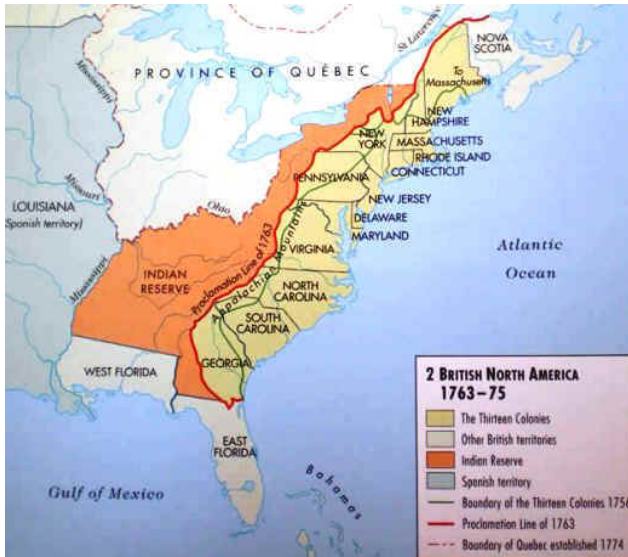 St Lawrence
NOVA
SCOTIA
PROVINCE OF QUÉBEC
To
Massachusetts
Mississippi
NEW
HAMPSHIRE
NEW
YORK
MASSACHUSETTS
RHODE ISLAND
CONNECTICUT
PENNSYLVANIA
Missouri
NEW JERSEY
LOUISIANA
(Spanish territory)
Ohio
DELAWARE
MARYLAND
VIRGINIA
Atlantic
Ocean
INDIAN
RESERVE
Proclamation Line of 1763
Appalachian Mountains
Mississippi
NORTH
CAROLINA
SOUTH
CAROLINA
GEORGIA
WEST FLORIDA
EAST
FLORIDA
Gulf of Mexico
Bahamas
2 BRITISH NORTH AMERICA
1763–75
The Thirteen Colonies
Other British territories
Indian Reserve
Spanish territory
Boundary of the Thirteen Colonies 1756
Proclamation Line of 1763
Boundary of Quebec established 1774